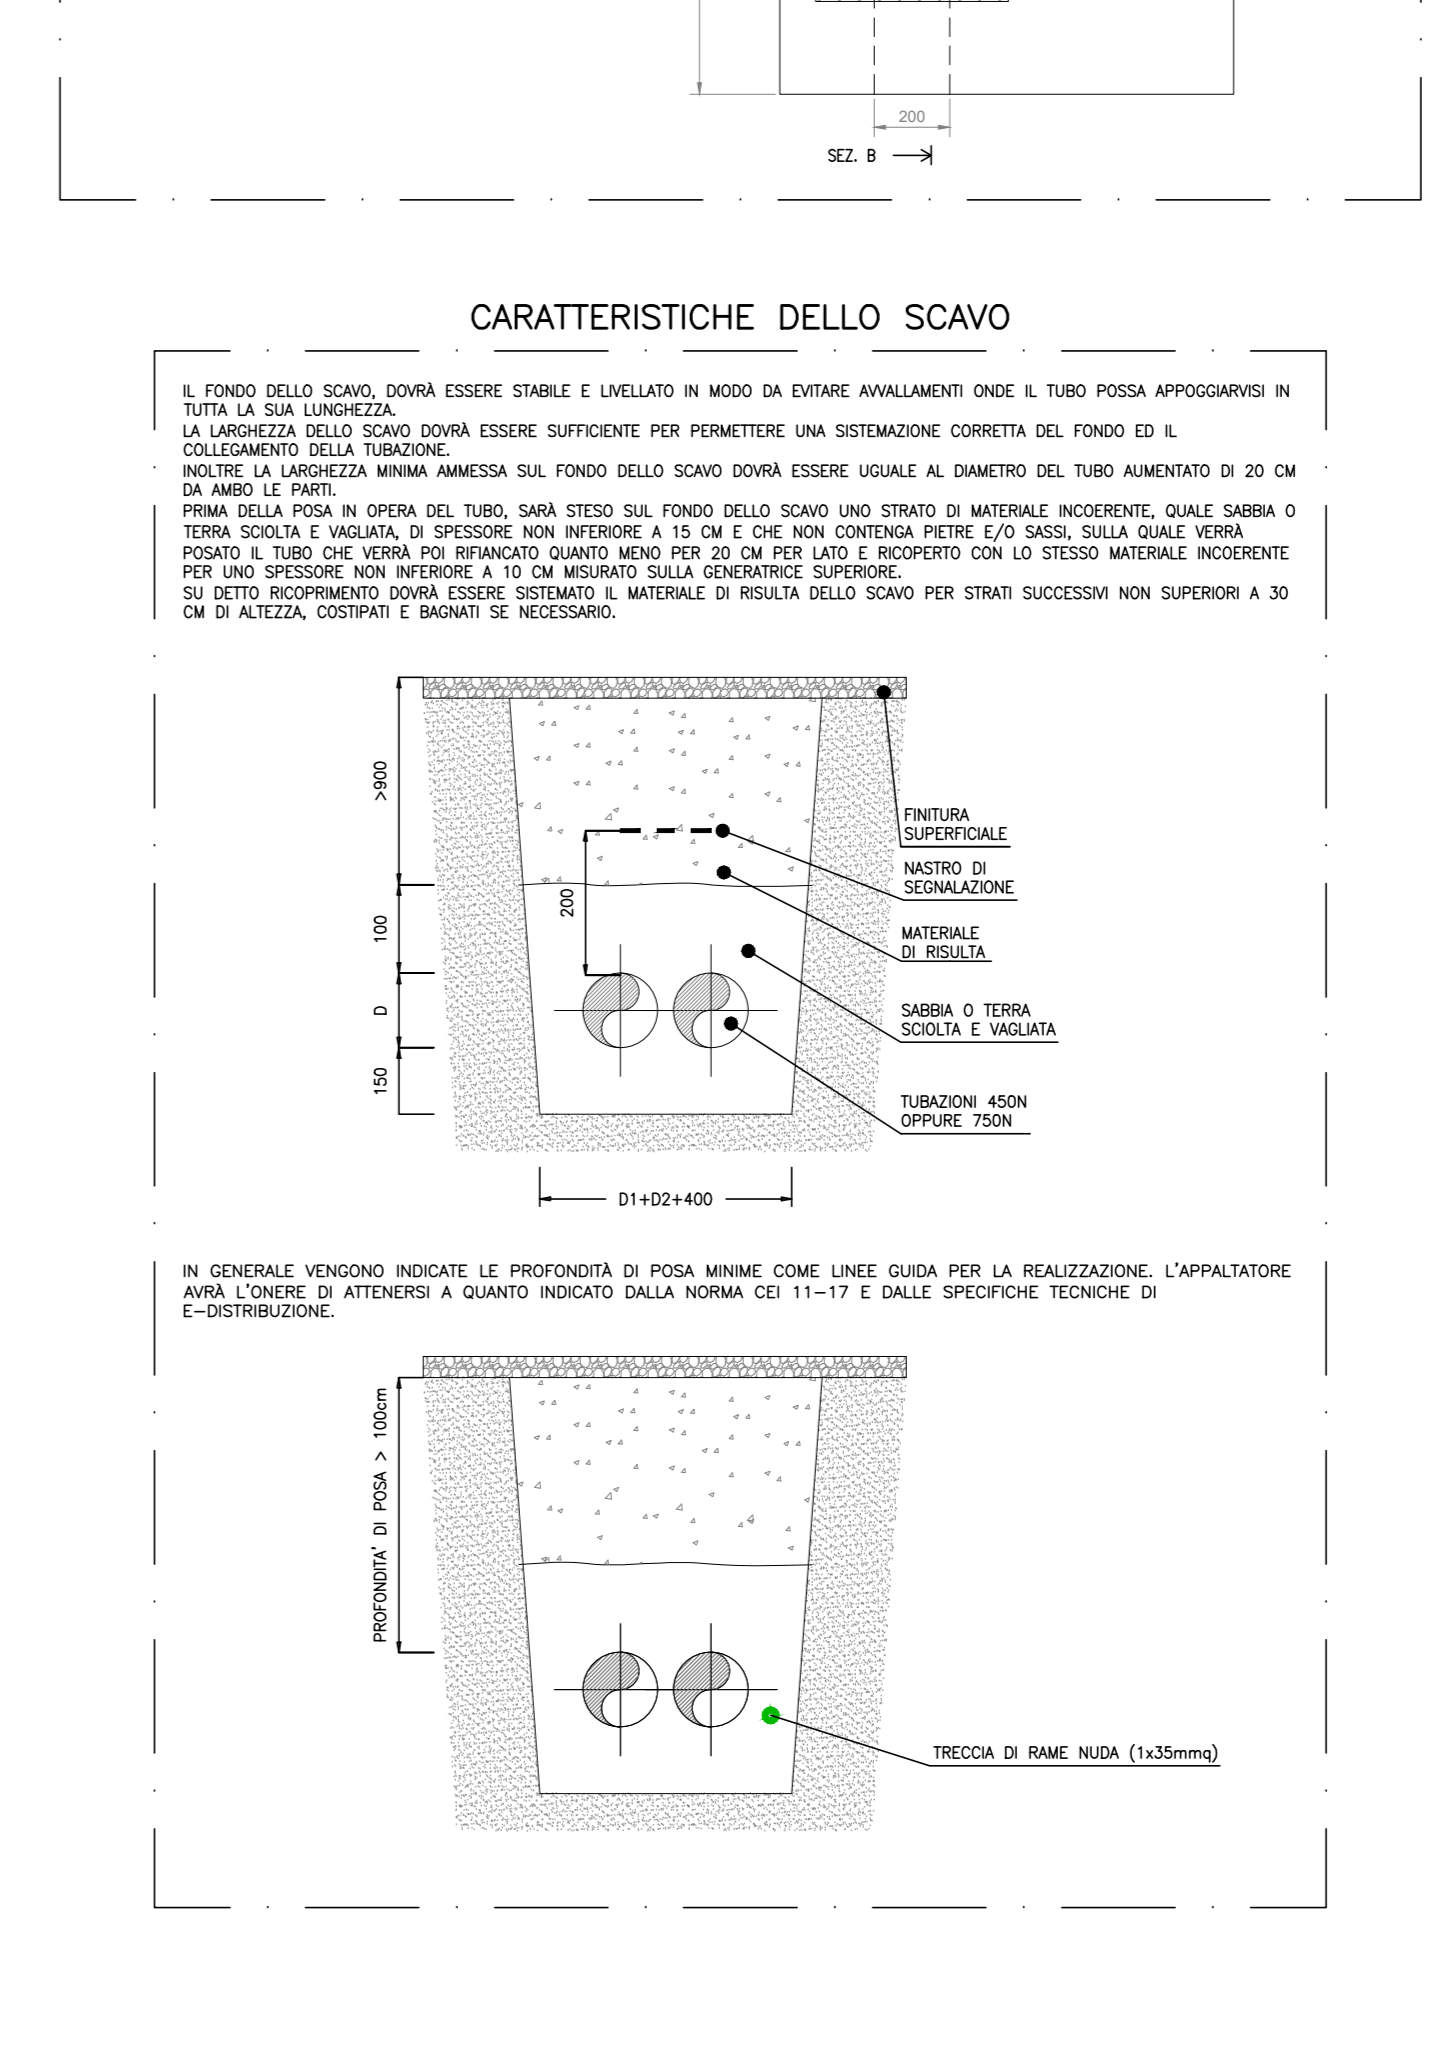 200
SEZ. B
CARATTERISTICHE DELLO SCAVO
IL FONDO DELLO SCAVO, DOVRÀ ESSERE STABILE E LIVELLATO IN MODO DA EVITARE AVVALLAMENTI ONDE IL TUBO POSSA APPOGGIARVISI IN
TUTTA LA SUA LUNGHEZZA.
LA LARGHEZZA DELLO SCAVO DOVRÀ ESSERE SUFFICIENTE PER PERMETTERE UNA SISTEMAZIONE CORRETTA DEL FONDO ED IL
COLLEGAMENTO DELLA TUBAZIONE.
INOLTRE LA LARGHEZZA MINIMA AMMESSA SUL FONDO DELLO SCAVO DOVRÀ ESSERE UGUALE AL DIAMETRO DEL TUBO AUMENTATO DI 20 CM
DA AMBO LE PARTI.
PRIMA DELLA POSA IN OPERA DEL TUBO, SARÀ STESO SUL FONDO DELLO SCAVO UNO STRATO DI MATERIALE INCOERENTE, QUALE SABBIA O
TERRA SCIOLTA E VAGLIATA, DI SPESSORE NON INFERIORE A 15 CM E CHE NON CONTENGA PIETRE E/O SASSI, SULLA QUALE VERRÀ
POSATO IL TUBO CHE VERRÀ POI RIFIANCATO QUANTO MENO PER 20 CM PER LATO E RICOPERTO CON LO STESSO MATERIALE INCOERENTE
PER UNO SPESSORE NON INFERIORE A 10 CM MISURATO SULLA GENERATRICE SUPERIORE.
SU DETTO RICOPRIMENTO DOVRÀ ESSERE SISTEMATO IL MATERIALE DI RISULTA DELLO SCAVO PER STRATI SUCCESSIVI NON SUPERIORI A 30
CM DI ALTEZZA, COSTIPATI E BAGNATI SE NECESSARIO.
>900
FINITURA
SUPERFICIALE
NASTRO DI
SEGNALAZIONE
200
100
MATERIALE
DI RISULTA
D
SABBIA O TERRA
SCIOLTA E VAGLIATA
150
TUBAZIONI 450N
OPPURE 750N
D1+D2+400
IN GENERALE VENGONO INDICATE LE PROFONDITÀ DI POSA MINIME COME LINEE GUIDA PER LA REALIZZAZIONE. L'APPALTATORE
AVRÀ L'ONERE DI ATTENERSI A QUANTO INDICATO DALLA NORMA CEI 11-17 E DALLE SPECIFICHE TECNICHE DI
E-DISTRIBUZIONE.
PROFONDITA' DI POSA > 100cm
TRECCIA DI RAME NUDA (1x35mmq)